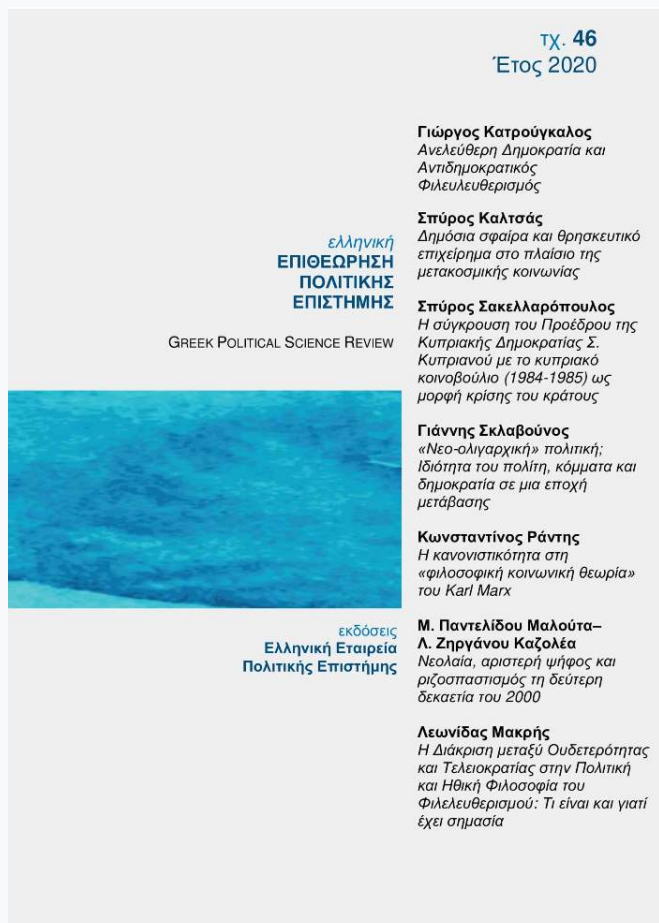 τχ. 46
Έτος 2020
ελληνική
ΕΠΙΘΕΩΡΗΣΗ
ΠΟΛΙΤΙΚΗΣ
ΕΠΙΣΤΗΜΗΣ
GREEK POLITICAL SCIENCE REVIEW
εκδόσεις
Ελληνική Εταιρεία
Πολιτικής Επιστήμης
Γιώργος Κατρούγκαλος
Ανελεύθερη Δημοκρατία και
Αντιδημοκρατικός
Φιλευλευθερισμός
Σπύρος Καλτσάς
Δημόσια σφαίρα και θρησκευτικό
επιχείρημα στο πλαίσιο της
μετακοσμικής κοινωνίας
Σπύρος Σακελλαρόπουλος
Η σύγκρουση του Προέδρου της
Κυπριακής Δημοκρατίας Σ.
Κυπριανού με το κυπριακό
κοινοβούλιο (1984-1985) ως
μορφή κρίσης του κράτους
Γιάννης Σκλαβούνος
«Νεο-ολιγαρχική» πολιτική;
Ιδιότητα του πολίτη, κόμματα και
δημοκρατία σε μια εποχή
μετάβασης
Κωνσταντίνος Ράντης
Η κανονιστικότητα στη
«φιλοσοφική κοινωνική θεωρία»
του Karl Marx
Μ. Παντελίδου Μαλούτα–
Λ. Ζηργάνου Καζολέα
Νεολαία, αριστερή ψήφος και
ριζοσπαστισμός τη δεύτερη
δεκαετία του 2000
Λεωνίδας Μακρής
Η Διάκριση μεταξύ Ουδετερότητας
και Τελειοκρατίας στην Πολιτική
και Ηθική Φιλοσοφία του
Φιλελευθερισμού: Τι είναι και γιατί
έχει σημασία